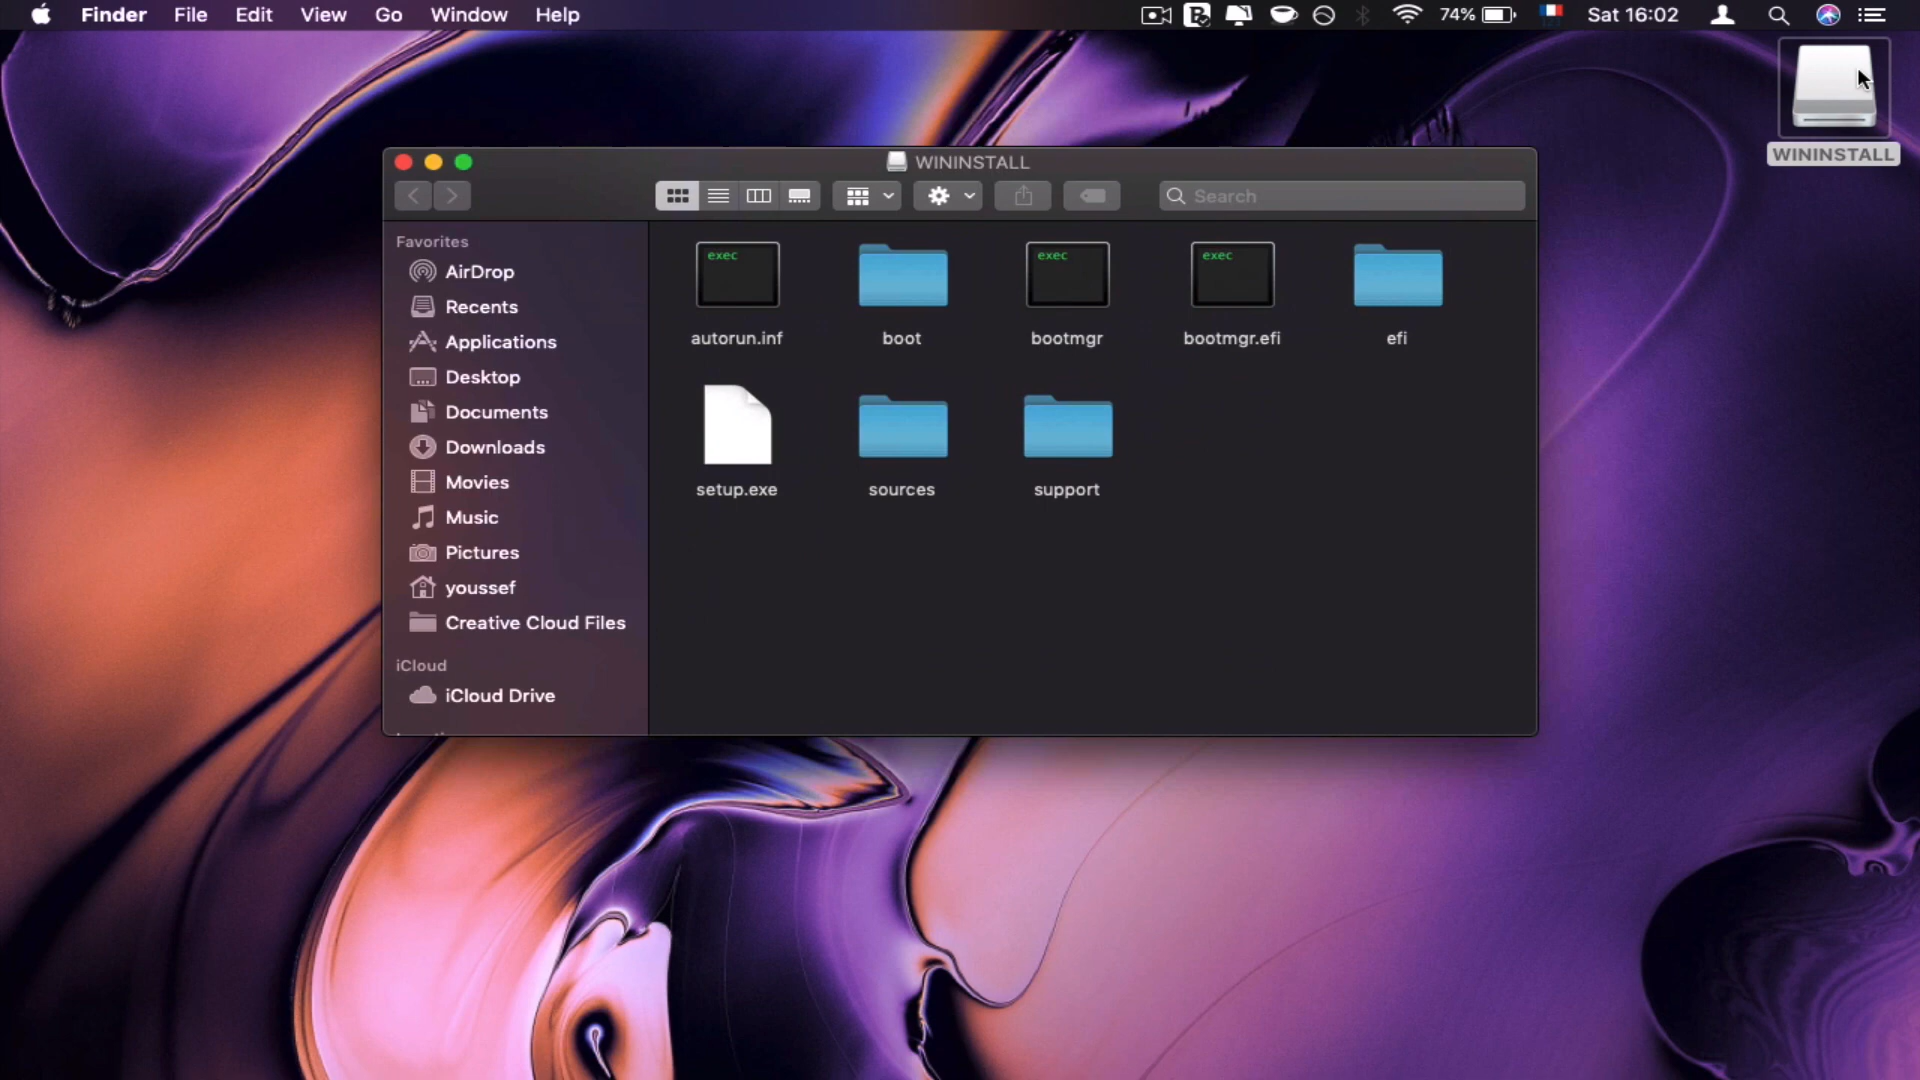 Finder File Edit View Go Window Help 74% Sat 16:02
WININSTALL
WININSTALL
Search
Favorites
AirDrop
Recents
Applications
Desktop
Documents
Downloads
Movies
Music
Pictures
youssef
Creative Cloud Files
iCloud
iCloud Drive
exec exec exec
autorun.inf boot bootmgr bootmgr.efi efi
setup.exe sources support